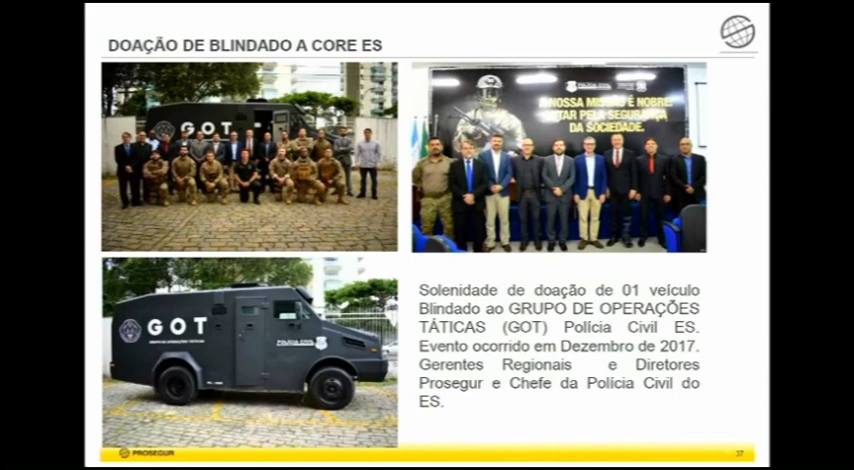 DOAÇÃO DE BLINDADO A CORE ES
GOT
A NOSSA MISSÃO É NOBRE:
LUTAR PELA SEGURANÇA
DA SOCIEDADE.
GOT
GRUPO DE OPERAÇÕES TÁTICAS
POLÍCIA CIVIL
Solenidade de doação de 01 veículo
Blindado ao GRUPO DE OPERAÇÕES
TÁTICAS (GOT) Polícia Civil ES.
Evento ocorrido em Dezembro de 2017.
Gerentes Regionais e Diretores
Prosegur e Chefe da Polícia Civil do
ES.
PROSEGUR
37